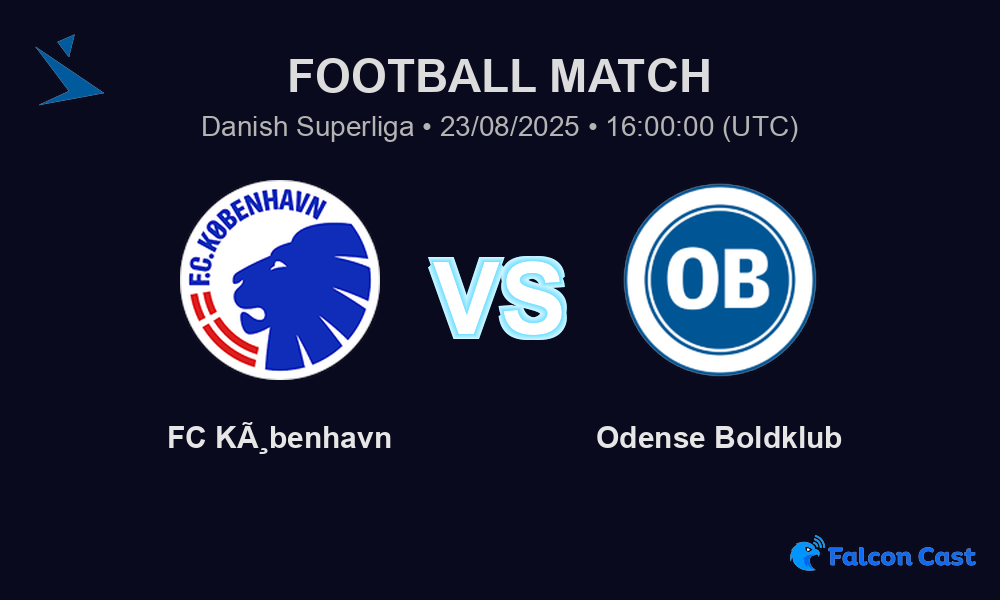 FOOTBALL MATCH
Danish Superliga • 23/08/2025 • 16:00:00 (UTC)
F.C. KØBENHAVN
VS
OB
FC KÃ¸benhavn
Odense Boldklub
Falcon Cast